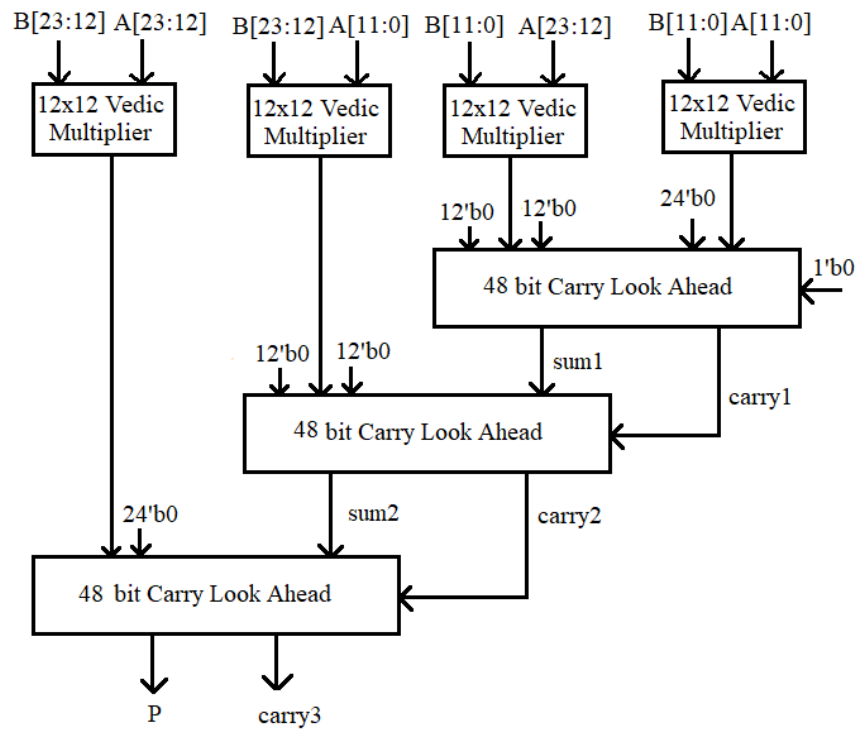 B[23:12] A[23:12] B[23:12] A[11:0] B[11:0] A[23:12] B[11:0] A[11:0]
12x12 Vedic
Multiplier
12x12 Vedic
Multiplier
12x12 Vedic
Multiplier
12x12 Vedic
Multiplier
12'b0
12'b0
24'b0
1'b0
48 bit Carry Look Ahead
sum1
carry1
12'b0
12'b0
48 bit Carry Look Ahead
sum2
carry2
24'b0
48 bit Carry Look Ahead
P
carry3